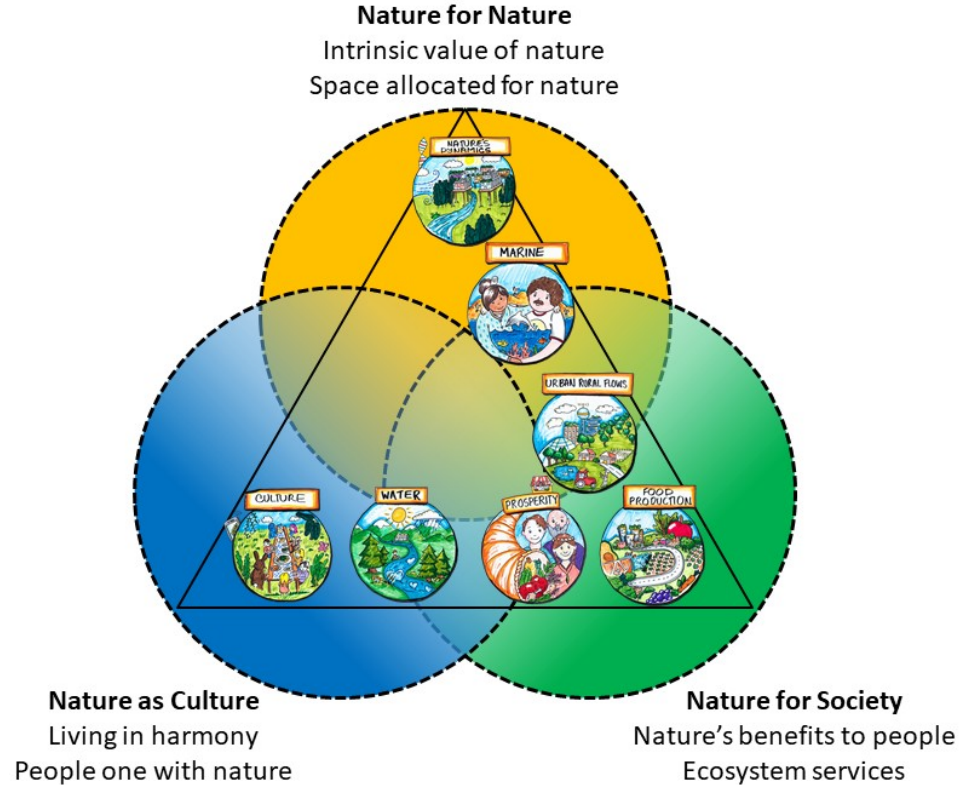 Nature for Nature
Intrinsic value of nature
Space allocated for nature
NATURE'S
DYNAMICS
MARINE
URBAN RURAL FLOWS
CULTURE
WATER
PROSPERITY
FOOD
PRODUCTION
Nature as Culture
Living in harmony
People one with nature
Nature for Society
Nature’s benefits to people
Ecosystem services